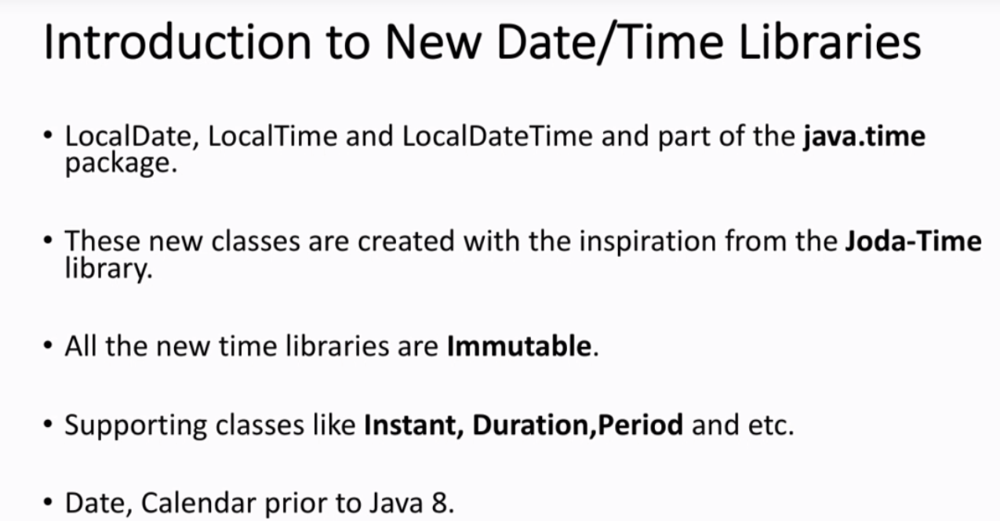 Introduction to New Date/Time Libraries
• LocalDate, LocalTime and LocalDateTime and part of the java.time
package.
• These new classes are created with the inspiration from the Joda-Time
library.
• All the new time libraries are Immutable.
• Supporting classes like Instant, Duration,Period and etc.
• Date, Calendar prior to Java 8.